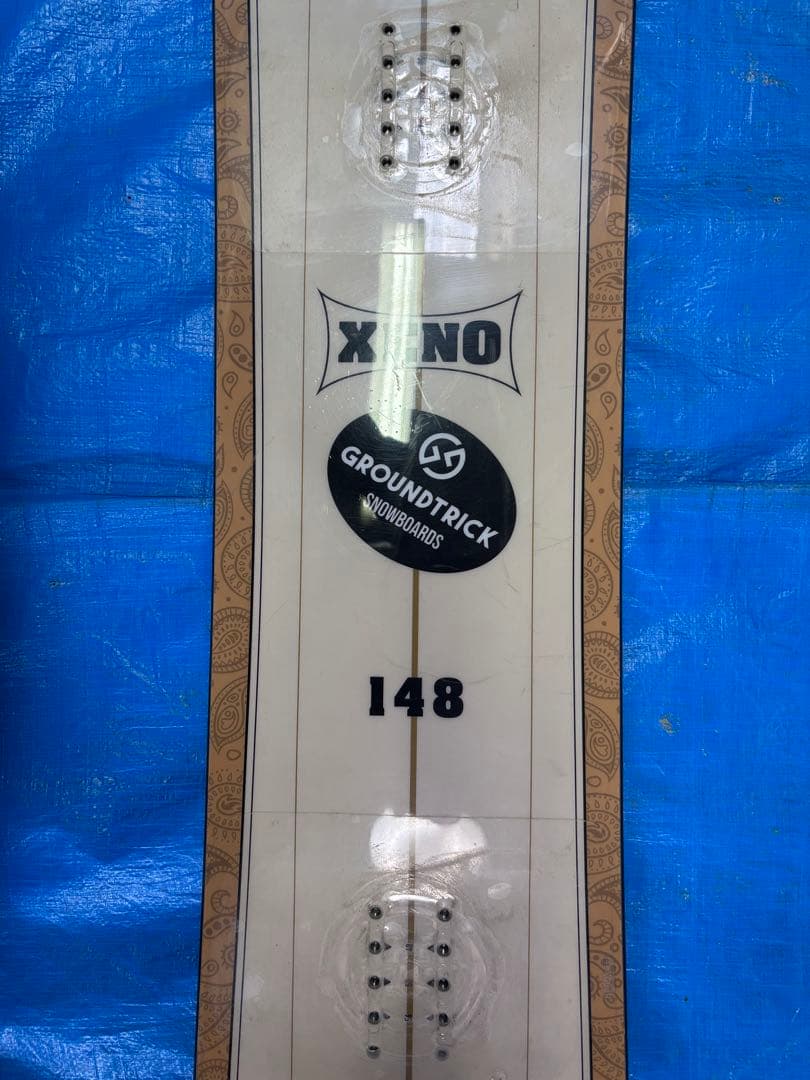 XENO
GROUNDTRICK
SNOWBOARDS
148